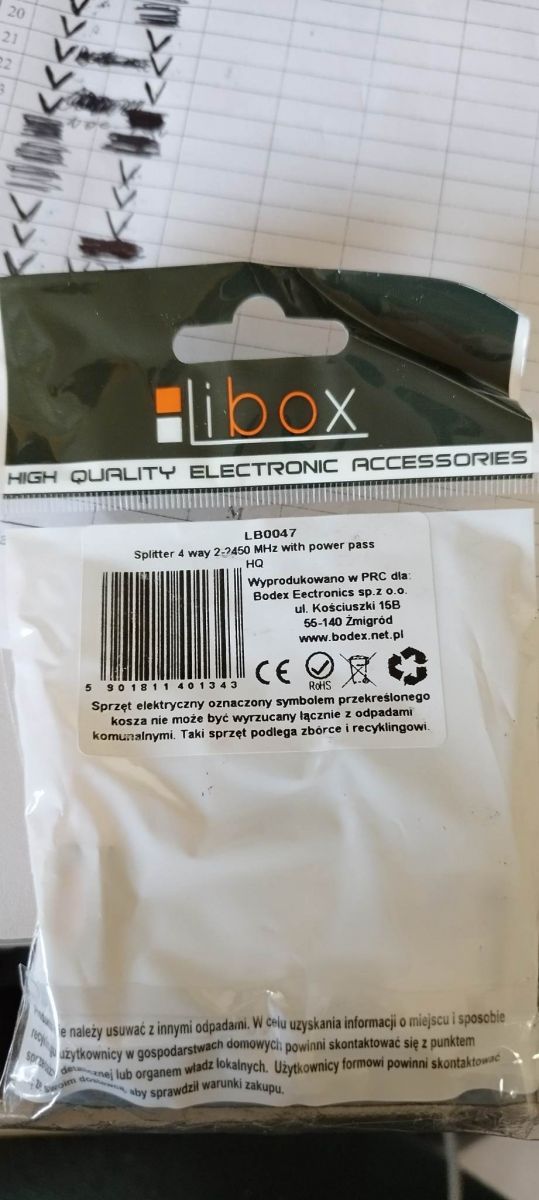 20
21
22
Libox
HIGH QUALITY ELECTRONIC ACCESSORIES
LB0047
Splitter 4 way 2-2450 MHz with power pass
HQ
Wyprodukowano w PRC dla:
Bodex Eectronics sp.z o.o.
ul. Kościuszki 15B
55-140 Żmigród
www.bodex.net.pl
5 901811 401343
CE
RoHS
Sprzęt elektryczny oznaczony symbolem przekreślonego
kosza nie może być wyrzucany łącznie z odpadami
komunalnymi. Taki sprzęt podlega zbórce i recyklingowi.
nie należy usuwać z innymi odpadami. W celu uzyskania informacji o miejscu i sposobie
użytkownicy w gospodarstwach domowych powinni skontaktować się z punktem
lub organem władz lokalnych. Użytkownicy formowi powinni skontaktować
aby sprawdził warunki zakupu.